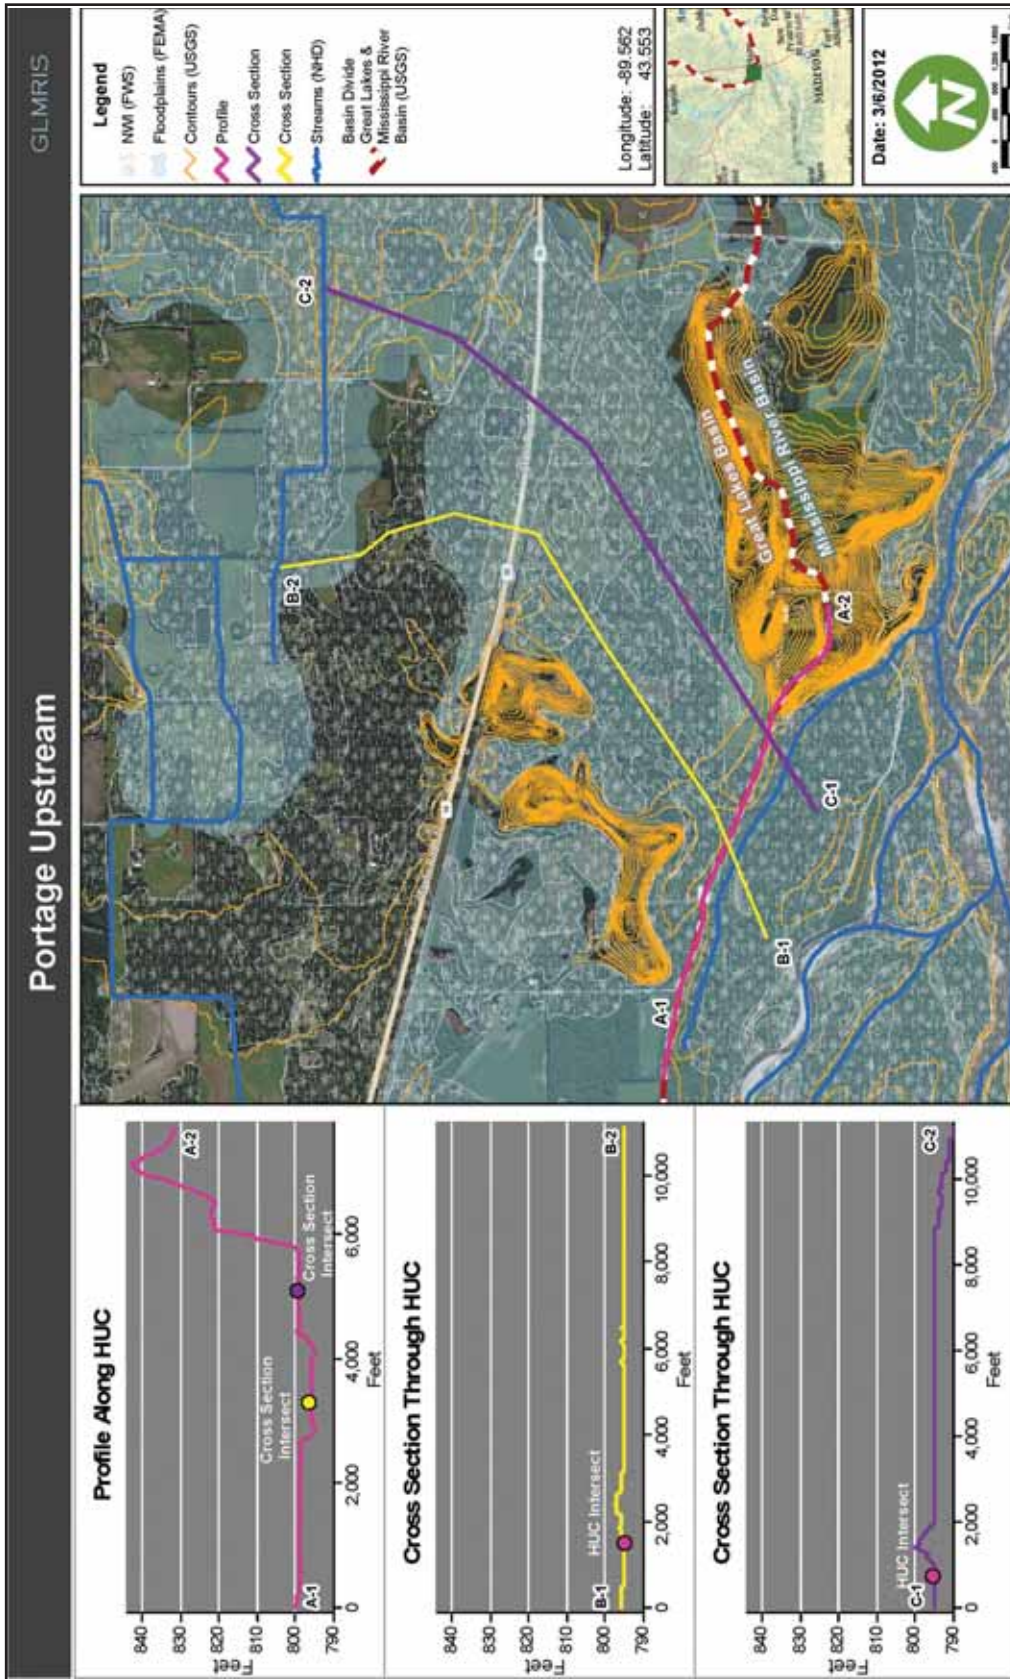 Portage Upstream
GLMRIS
Profile Along HUC
840
830
820
810
800
790
Feet
A-1
Cross Section
Intersect
Cross Section
Intersect
A-2
0
2,000
4,000
6,000
Feet
Cross Section Through HUC
840
830
820
810
800
790
Feet
B-1
HUC Intersect
B-2
0
2,000
4,000
6,000
8,000
10,000
Feet
Cross Section Through HUC
840
830
820
810
800
790
Feet
C-1
HUC Intersect
C-2
0
2,000
4,000
6,000
8,000
10,000
Feet
B-2
C-2
A-1
B-1
C-1
A-2
Great Lakes Basin
Mississippi River Basin
Legend
NWI (FWS)
Floodplains (FEMA)
Contours (USGS)
Profile
Cross Section
Cross Section
Streams (NHD)
Basin Divide
Great Lakes &
Mississippi River
Basin (USGS)
Longitude: -89.562
Latitude: 43.553
MADISON
Date: 3/6/2012
N